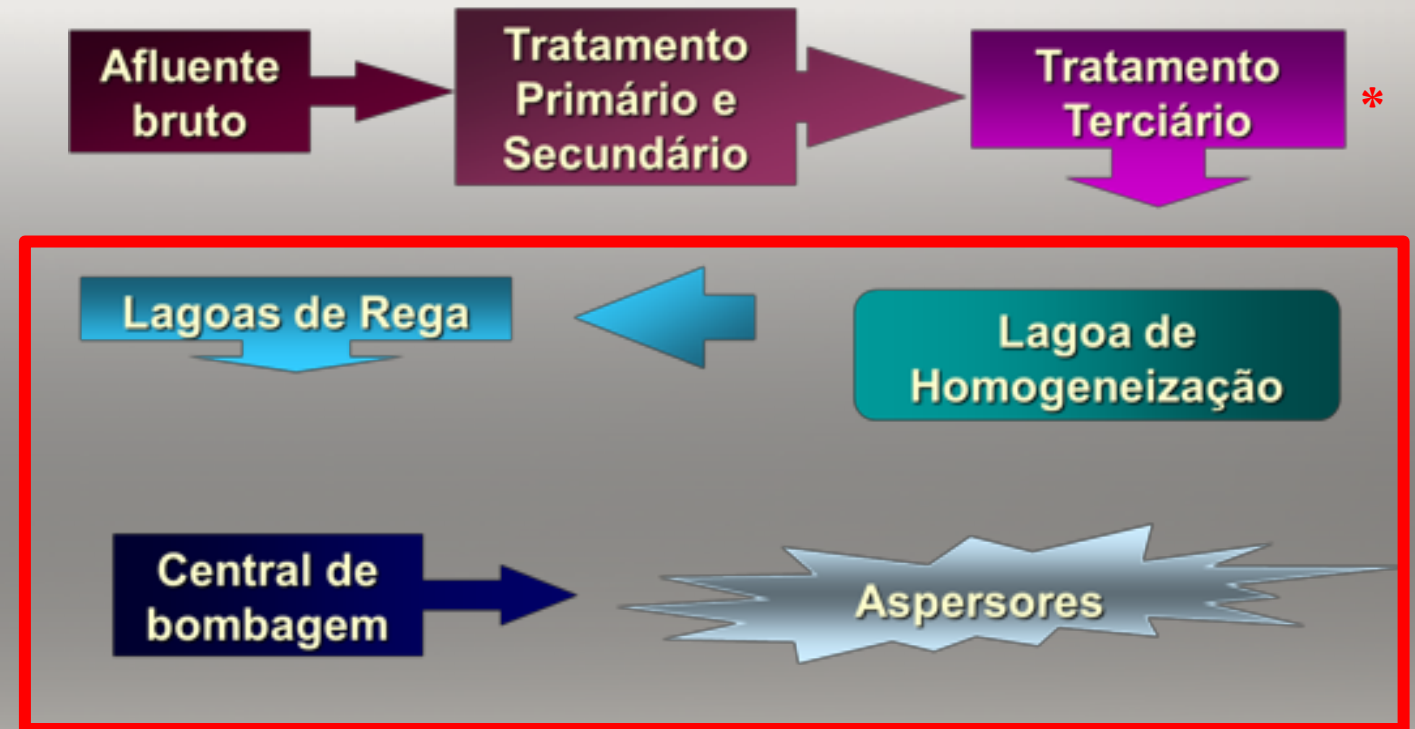 Afluente
bruto
Tratamento
Primário e
Secundário
Tratamento
Terciário
*
Lagoas de Rega
Lagoa de
Homogeneização
Central de
bombagem
Aspersores